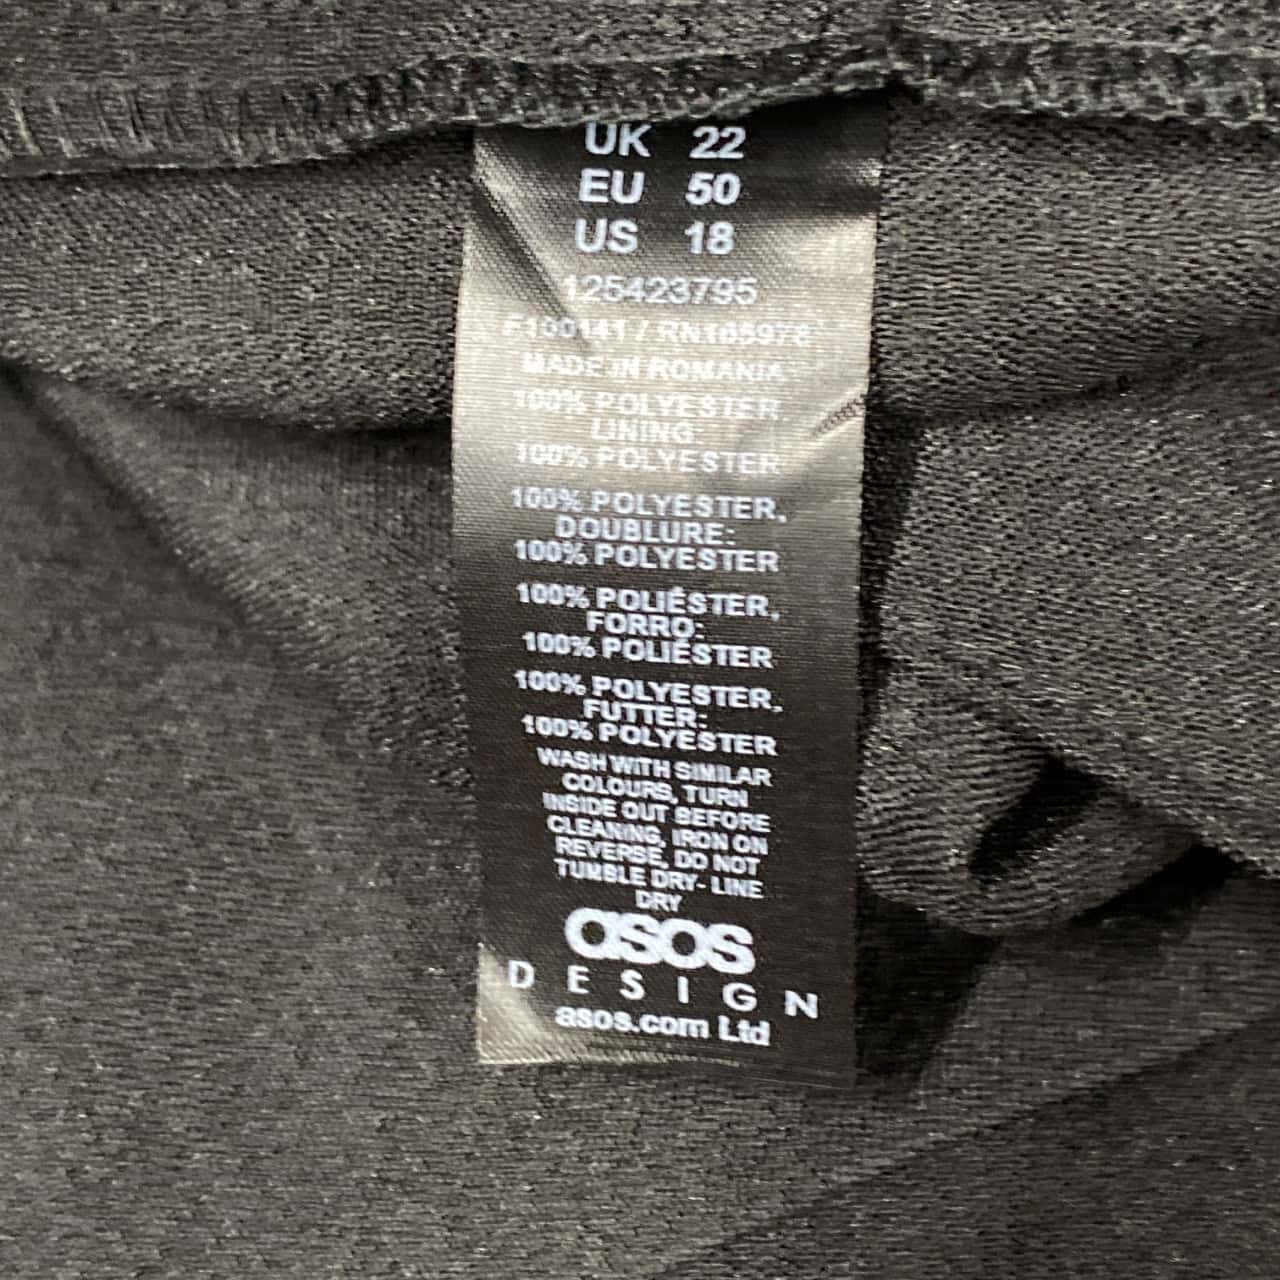 UK 22
EU 50
US 18
125423795
F100141 / RN165978
MADE IN ROMANIA
100% POLYESTER,
LINING:
100% POLYESTER
100% POLYESTER,
DOUBLURE:
100% POLYESTER
100% POLIÉSTER,
FORRO:
100% POLIÉSTER
100% POLYESTER,
FUTTER:
100% POLYESTER
WASH WITH SIMILAR
COLOURS, TURN
INSIDE OUT BEFORE
CLEANING, IRON ON
REVERSE, DO NOT
TUMBLE DRY- LINE
DRY
asos
DESIGN
asos.com Ltd